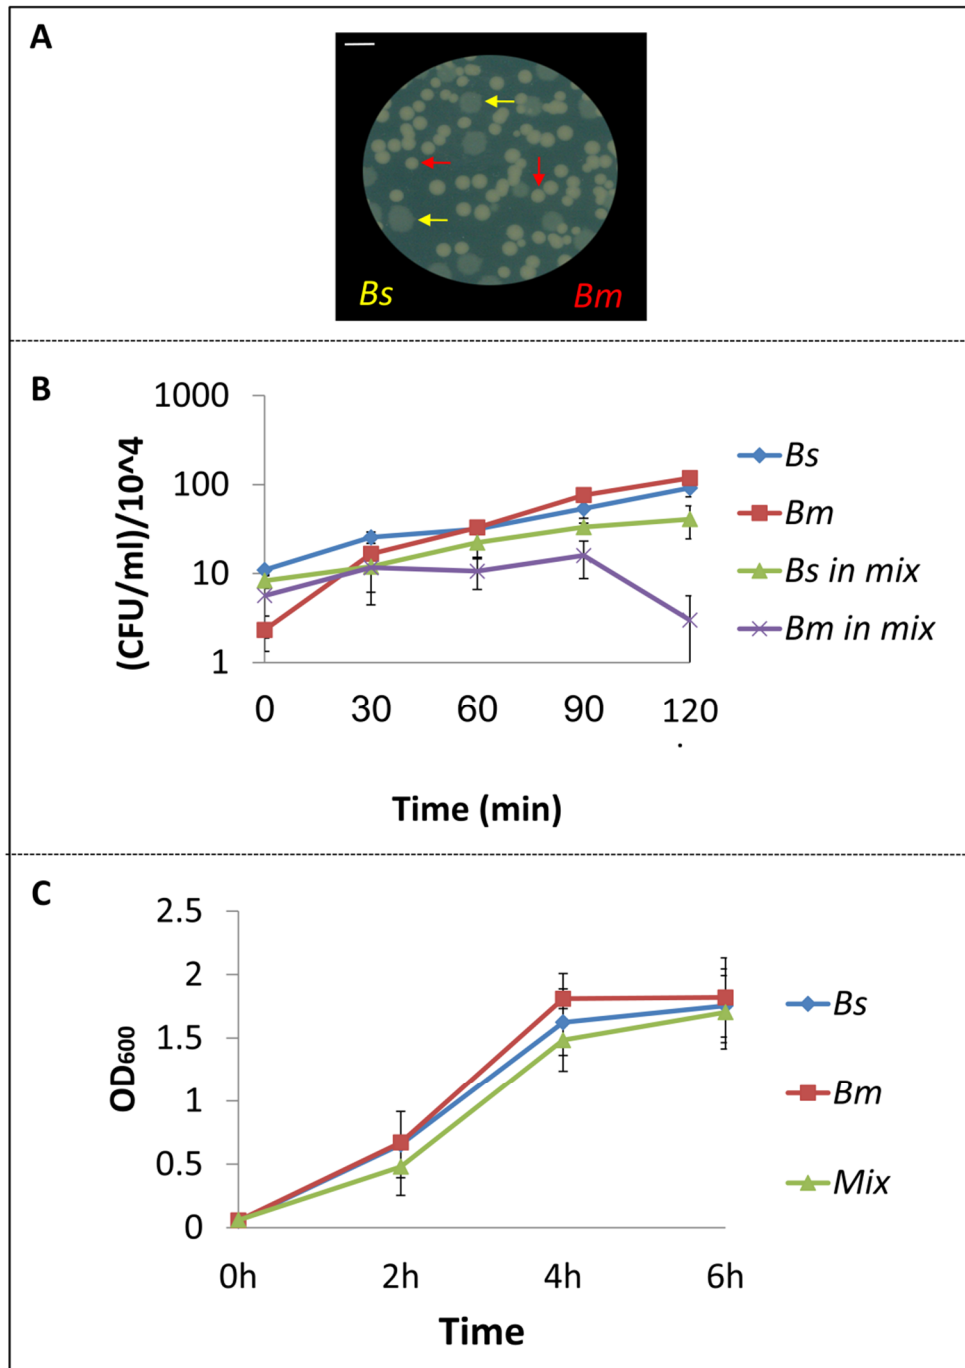 A
Bs
Bm
B
1000
100
10
1
(CFU/ml)/10^4
0 30 60 90 120
.
Time (min)
Bs
Bm
Bs in mix
Bm in mix
C
2.5
2
1.5
1
0.5
0
OD600
0h 2h 4h 6h
Time
Bs
Bm
Mix